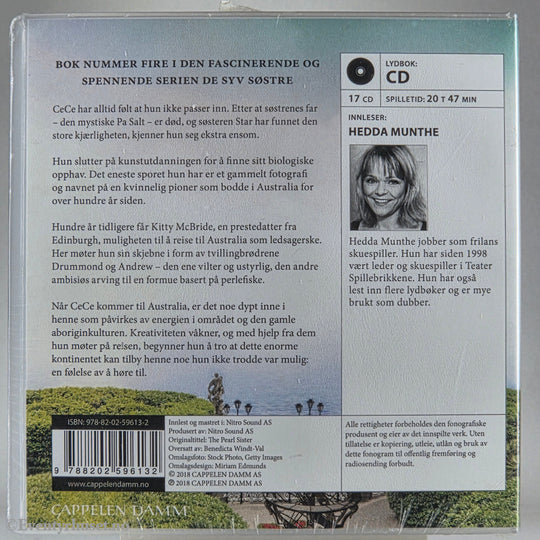 BOK NUMMER FIRE I DEN FASCINERENDE OG
SPENNENDE SERIEN DE SYV SØSTRE
CeCe har alltid følt at hun ikke passer inn. Etter at søstrenes far
– den mystiske Pa Salt – er død, og søsteren Star har funnet den
store kjærligheten, kjenner hun seg ekstra ensom.
Hun slutter på kunstutdanningen for å finne sitt biologiske
opphav. Det eneste sporet hun har er et gammelt fotografi
og navnet på en kvinnelig pioner som bodde i Australia for
over hundre år siden.
Hundre år tidligere får Kitty McBride, en prestedatter fra
Edinburgh, muligheten til å reise til Australia som ledsagerske.
Her møter hun sin skjebne i form av tvillingbrødrene
Drummond og Andrew – den ene vilter og ustyrlig, den andre
ambisiøs arving til en formue basert på perlefiske.
Når CeCe kommer til Australia, er det noe dypt inne i
henne som påvirkes av energien i området og den gamle
aboriginkulturen. Kreativiteten våkner, og med hjelp fra dem
hun møter på reisen, begynner hun å tro at dette enorme
kontinentet kan tilby henne noe hun ikke trodde var mulig:
en følelse av å høre til.
LYDBOK:
CD
17 CD
SPILLETID: 20 T 47 MIN
INNLESER:
HEDDA MUNTHE
Hedda Munthe jobber som frilans
skuespiller. Hun har siden 1998
vært leder og skuespiller i Teater
Spillebrikkene. Hun har også
lest inn flere lydbøker og er mye
brukt som dubber.
Alle rettigheter forbeholdes den fonografiske
produsent og eier av det innspilte verk. Uten
tillatelse er kopiering, utleie, utlån og bruk av
dette fonogram til offentlig fremføring og
radiosending forbudt.
ISBN: 978-82-02-59613-2
9 788202 596132
www.cappelendamm.no
Innlest og mastret i: Nitro Sound AS
Produsert av: Nitro Sound AS
Originaltittel: The Pearl Sister
Oversatt av: Benedicta Windt-Val
Omslagsfoto: Stock Photo, Getty Images
Omslagsdesign: Miriam Edmunds
© 2018 CAPPELEN DAMM AS
℗ 2018 CAPPELEN DAMM AS
CAPPELEN DAMM